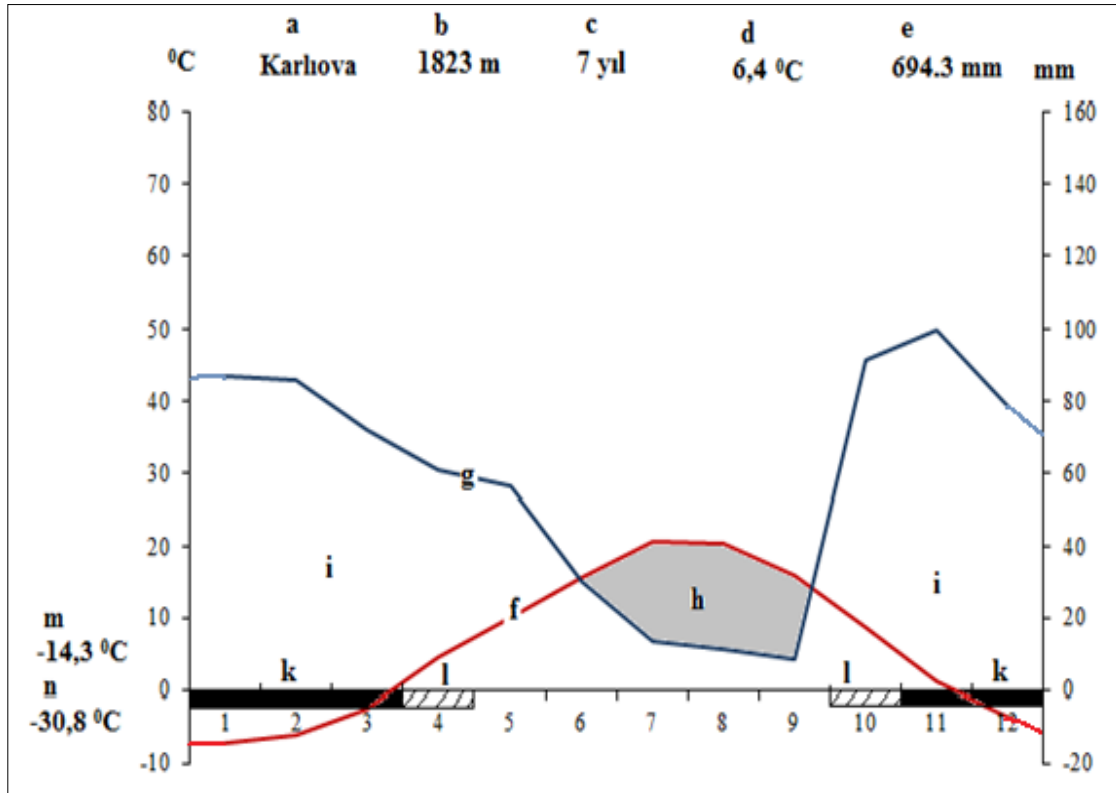 a b c d e
⁰C Karlıova 1823 m 7 yıl 6,4 ⁰C 694.3 mm mm
80 160
70 140
60 120
50 100
40 80
30 60
g
20 40
i h i
10 20
f
m
-14,3 ⁰C
k l l k
0 0
n
-30,8 ⁰C
1 2 3 4 5 6 7 8 9 10 11 12
-10 -20